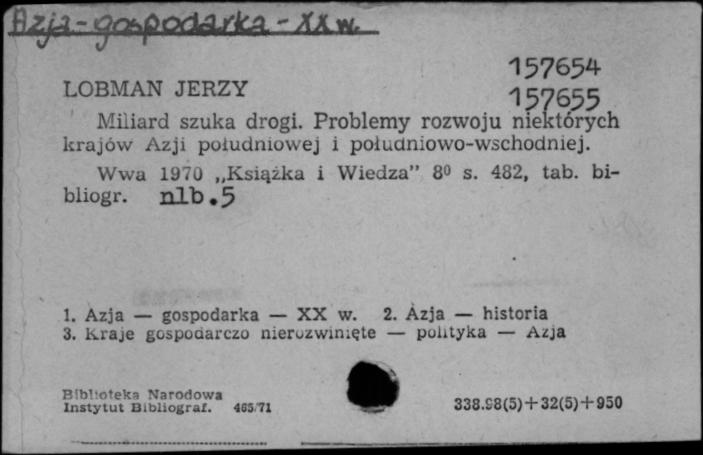 Azja-gospodarka-XX w.
157654
LOBMAN JERZY
157655
Miliard szuka drogi. Problemy rozwoju niektórych
krajów Azji południowej i południowo-wschodniej.
Wwa 1970 „Książka i Wiedza” 8⁰ s. 482, tab. bi-
bliogr. nlb.5
1. Azja — gospodarka — XX w. 2. Azja — historia
3. Kraje gospodarczo nierozwinięte — polityka — Azja
Biblioteka Narodowa
Instytut Bibliograf. 465/71
338.98(5)+32(5)+950